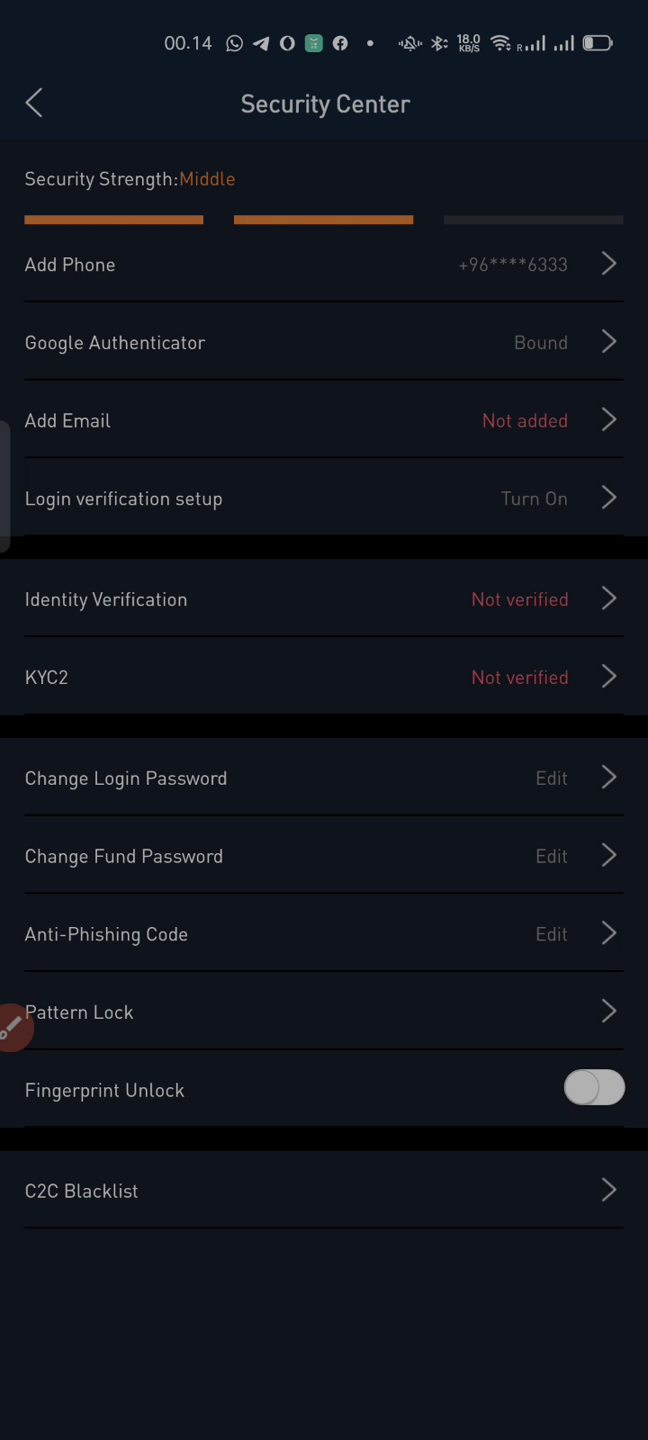 00.14
18.0
KB/S
R
Security Center
Security Strength:Middle
Add Phone +96****6333
Google Authenticator Bound
Add Email Not added
Login verification setup Turn On
Identity Verification Not verified
KYC2 Not verified
Change Login Password Edit
Change Fund Password Edit
Anti-Phishing Code Edit
Pattern Lock
Fingerprint Unlock
C2C Blacklist